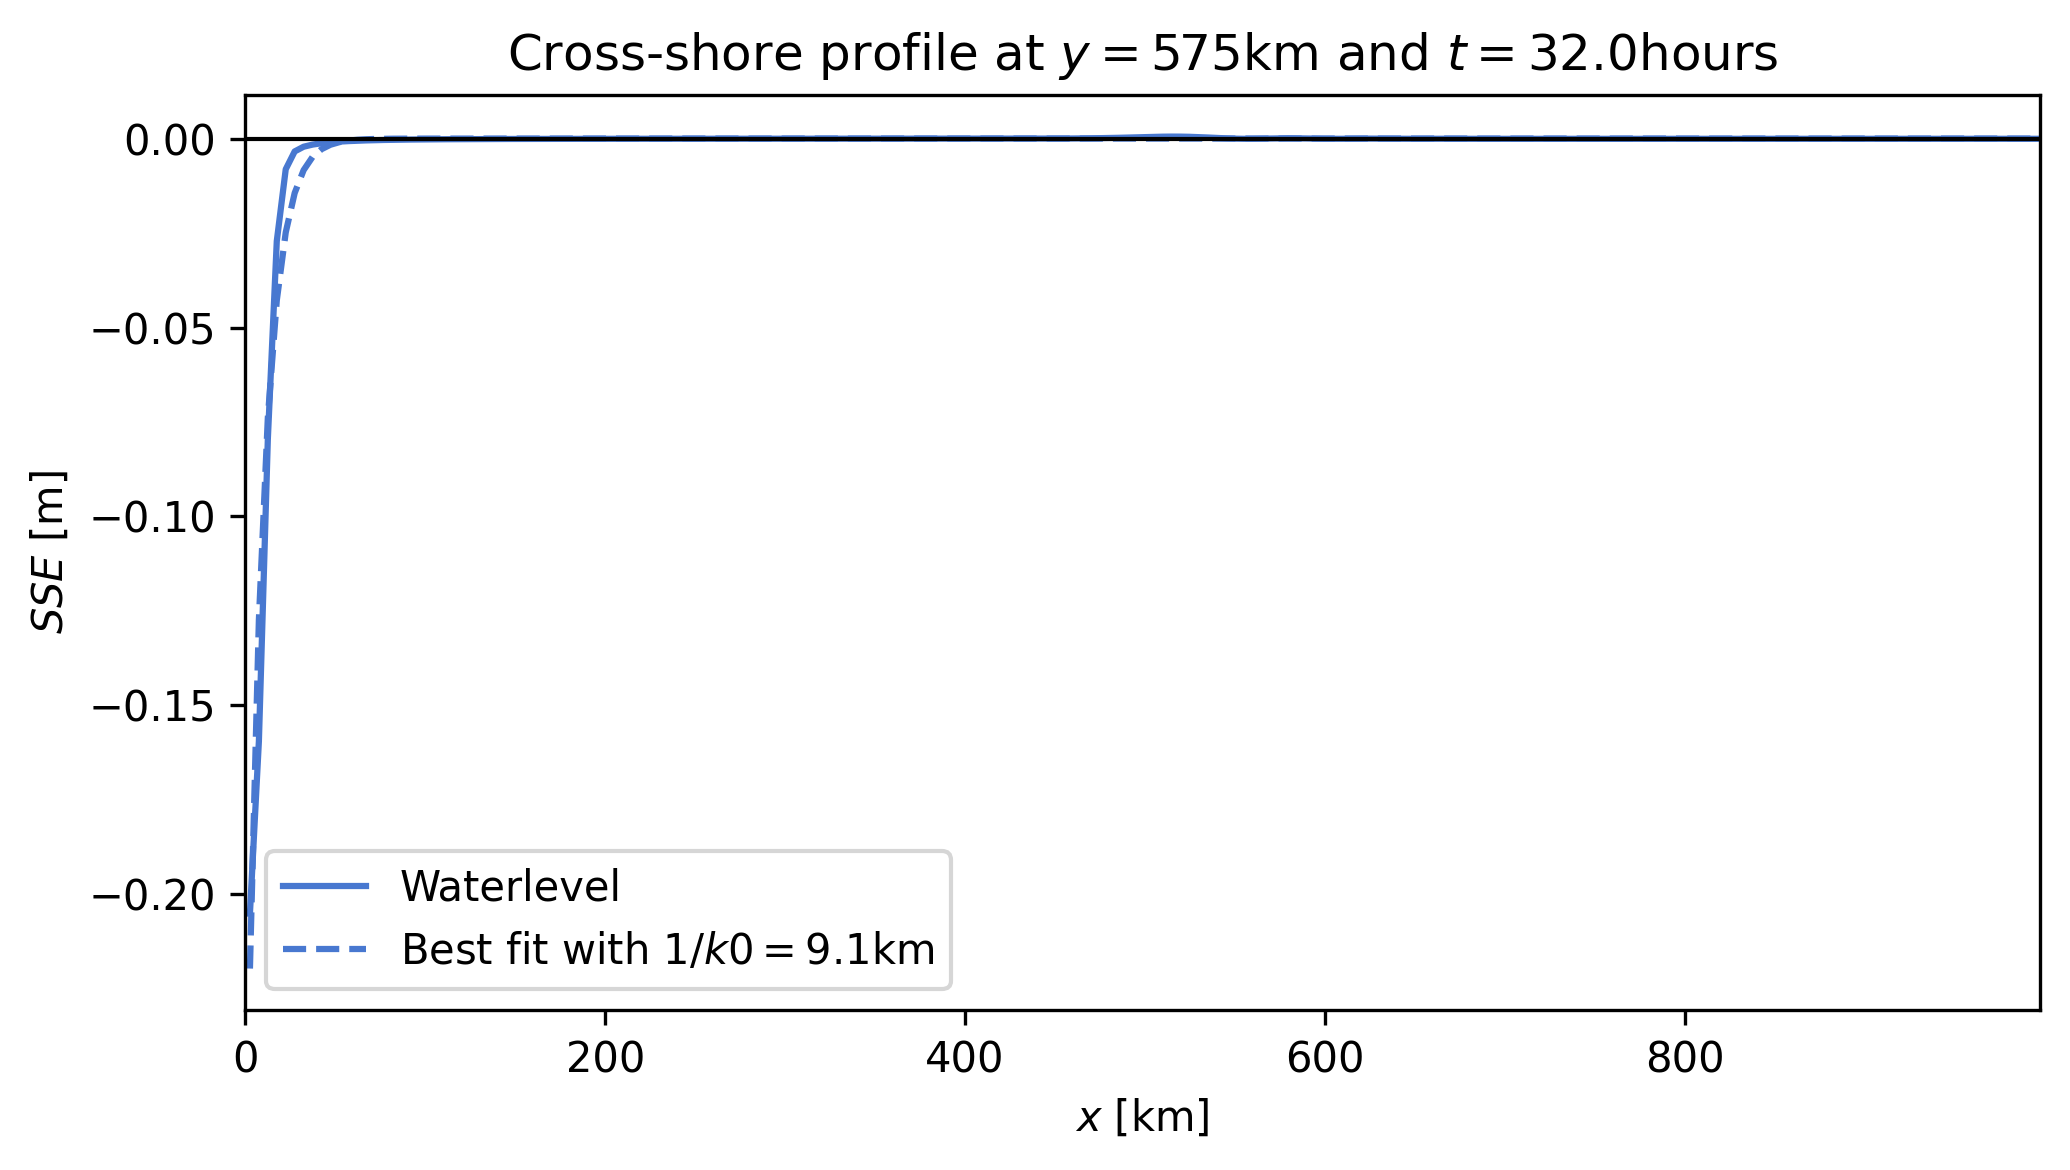 Cross-shore profile at y = 575km and t = 32.0hours
0.00
−0.05
−0.10
−0.15
−0.20
SSE [m]
Waterlevel
Best fit with 1/k0 = 9.1km
0
200
400
600
800
x [km]